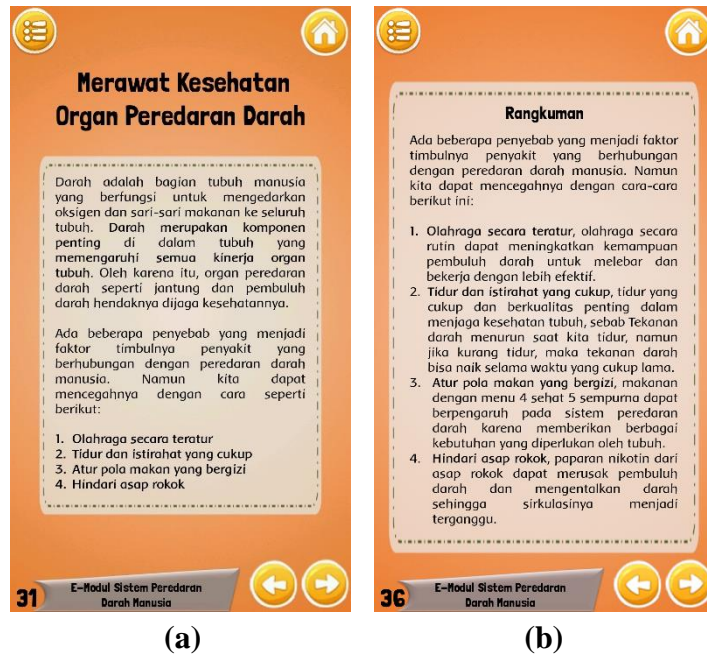 Merawat Kesehatan
Organ Peredaran Darah
Darah adalah bagian tubuh manusia
yang berfungsi untuk mengedarkan
oksigen dan sari-sari makanan ke seluruh
tubuh. Darah merupakan komponen
penting di dalam tubuh yang
memengaruhi semua kinerja organ
tubuh. Oleh karena itu, organ peredaran
darah seperti jantung dan pembuluh
darah hendaknya dijaga kesehatannya.
Ada beberapa penyebab yang menjadi
faktor timbulnya penyakit yang
berhubungan dengan peredaran darah
manusia. Namun kita dapat
mencegahnya dengan cara seperti
berikut:
1. Olahraga secara teratur
2. Tidur dan istirahat yang cukup
3. Atur pola makan yang bergizi
4. Hindari asap rokok
31
E-Modul Sistem Peredaran
Darah Manusia
(a)
Rangkuman
Ada beberapa penyebab yang menjadi faktor
timbulnya penyakit yang berhubungan
dengan peredaran darah manusia. Namun
kita dapat mencegahnya dengan cara-cara
berikut ini:
1. Olahraga secara teratur, olahraga secara
rutin dapat meningkatkan kemampuan
pembuluh darah untuk melebar dan
bekerja dengan lebih efektif.
2. Tidur dan istirahat yang cukup, tidur yang
cukup dan berkualitas penting dalam
menjaga kesehatan tubuh, sebab Tekanan
darah menurun saat kita tidur, namun
jika kurang tidur, maka tekanan darah
bisa naik selama waktu yang cukup lama.
3. Atur pola makan yang bergizi, makanan
dengan menu 4 sehat 5 sempurna dapat
berpengaruh pada sistem peredaran
darah karena memberikan berbagai
kebutuhan yang diperlukan oleh tubuh.
4. Hindari asap rokok, paparan nikotin dari
asap rokok dapat merusak pembuluh
darah dan mengentalkan darah
sehingga sirkulasinya menjadi
terganggu.
36
E-Modul Sistem Peredaran
Darah Manusia
(b)